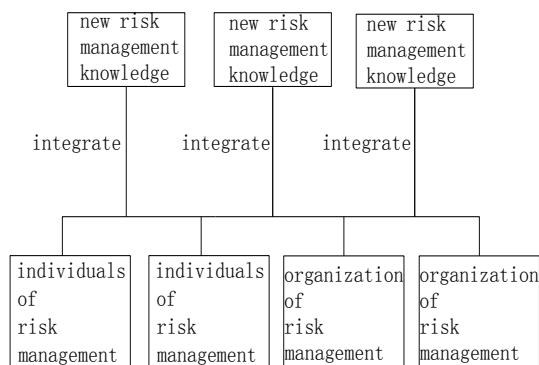 new risk
management
knowledge
new risk
management
knowledge
new risk
management
knowledge
integrate
integrate
integrate
individuals
of
risk
management
individuals
of
risk
management
organization
of
risk
management
organization
of
risk
management